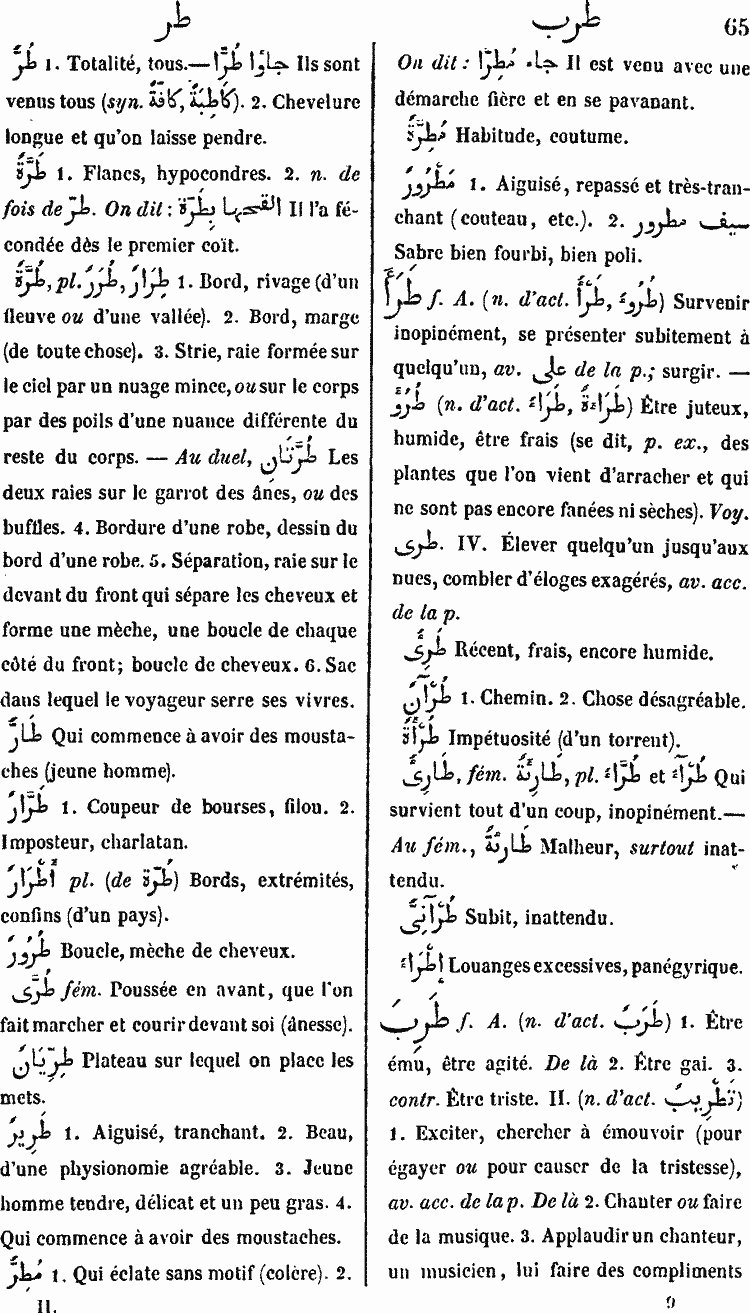 طر
طرب 65
طُرٌّ 1. Totalité, tous.— جاؤا طُرًّا Ils sont
venus tous (syn. كَاطِبَةً, كَافَّةً). 2. Chevelure
longue et qu'on laisse pendre.
طَرَّةٌ 1. Flancs, hypocondres. 2. n. de
fois de طرّ. On dit : القحها بِطَرّة Il l'a fé-
condée dès le premier coït.
طُرَّةٌ, pl. طُرَرٌ, طِرَارٌ 1. Bord, rivage (d'un
fleuve ou d'une vallée). 2. Bord, marge
(de toute chose). 3. Strie, raie formée sur
le ciel par un nuage mince, ou sur le corps
par des poils d'une nuance différente du
reste du corps. — Au duel, طُرَّتَانِ Les
deux raies sur le garrot des ânes, ou des
buffles. 4. Bordure d'une robe, dessin du
bord d'une robe. 5. Séparation, raie sur le
devant du front qui sépare les cheveux et
forme une mèche, une boucle de chaque
côté du front; boucle de cheveux. 6. Sac
dans lequel le voyageur serre ses vivres.
طَارٌّ Qui commence à avoir des mousta-
ches (jeune homme).
طَرَّارٌ 1. Coupeur de bourses, filou. 2.
Imposteur, charlatan.
أَطْرَارٌ pl. (de طُرّة) Bords, extrémités,
confins (d'un pays).
طُرُورٌ Boucle, mèche de cheveux.
طُرَّى fém. Poussée en avant, que l'on
fait marcher et courir devant soi (ânesse).
طِرِّيَانٌ Plateau sur lequel on place les
mets.
طَرِيرٌ 1. Aiguisé, tranchant. 2. Beau,
d'une physionomie agréable. 3. Jeune
homme tendre, délicat et un peu gras. 4.
Qui commence à avoir des moustaches.
مُطِرٌّ 1. Qui éclate sans motif (colère). 2.
II.
On dit : جاء مُطِرًّا Il est venu avec une
démarche fière et en se pavanant.
مُطِرَّةٌ Habitude, coutume.
مَطْرُورٌ 1. Aiguisé, repassé et très-tran-
chant (couteau, etc.). 2. سيف مطرور
Sabre bien fourbi, bien poli.
طَرَأَ f. A. (n. d'act. طَرْأٌ, طُرُوءٌ) Survenir
inopinément, se présenter subitement à
quelqu'un, av. على de la p.; surgir. —
طَرُؤَ (n. d'act. طَرَاءٌ, طَرَاءَةٌ) Être juteux,
humide, être frais (se dit, p. ex., des
plantes que l'on vient d'arracher et qui
ne sont pas encore fanées ni sèches). Voy.
طرى. IV. Élever quelqu'un jusqu'aux
nues, combler d'éloges exagérés, av. acc.
de la p.
طَرِىءٌ Récent, frais, encore humide.
طُرْآنٌ 1. Chemin. 2. Chose désagréable.
طُرْأَةٌ Impétuosité (d'un torrent).
طَارِئٌ, fém. طَارِئَةٌ, pl. طُرَّاءٌ et طُرَآءُ Qui
survient tout d'un coup, inopinément.—
Au fém., طَارِئَةٌ Malheur, surtout inat-
tendu.
طُرْآنِىٌّ Subit, inattendu.
إِطْرَاءٌ Louanges excessives, panégyrique.
طَرِبَ f. A. (n. d'act. طَرَبٌ) 1. Être
ému, être agité. De là 2. Être gai. 3.
contr. Être triste. II. (n. d'act. تَطْرِيبٌ)
1. Exciter, chercher à émouvoir (pour
égayer ou pour causer de la tristesse),
av. acc. de la p. De là 2. Chanter ou faire
de la musique. 3. Applaudir un chanteur,
un musicien, lui faire des compliments
9